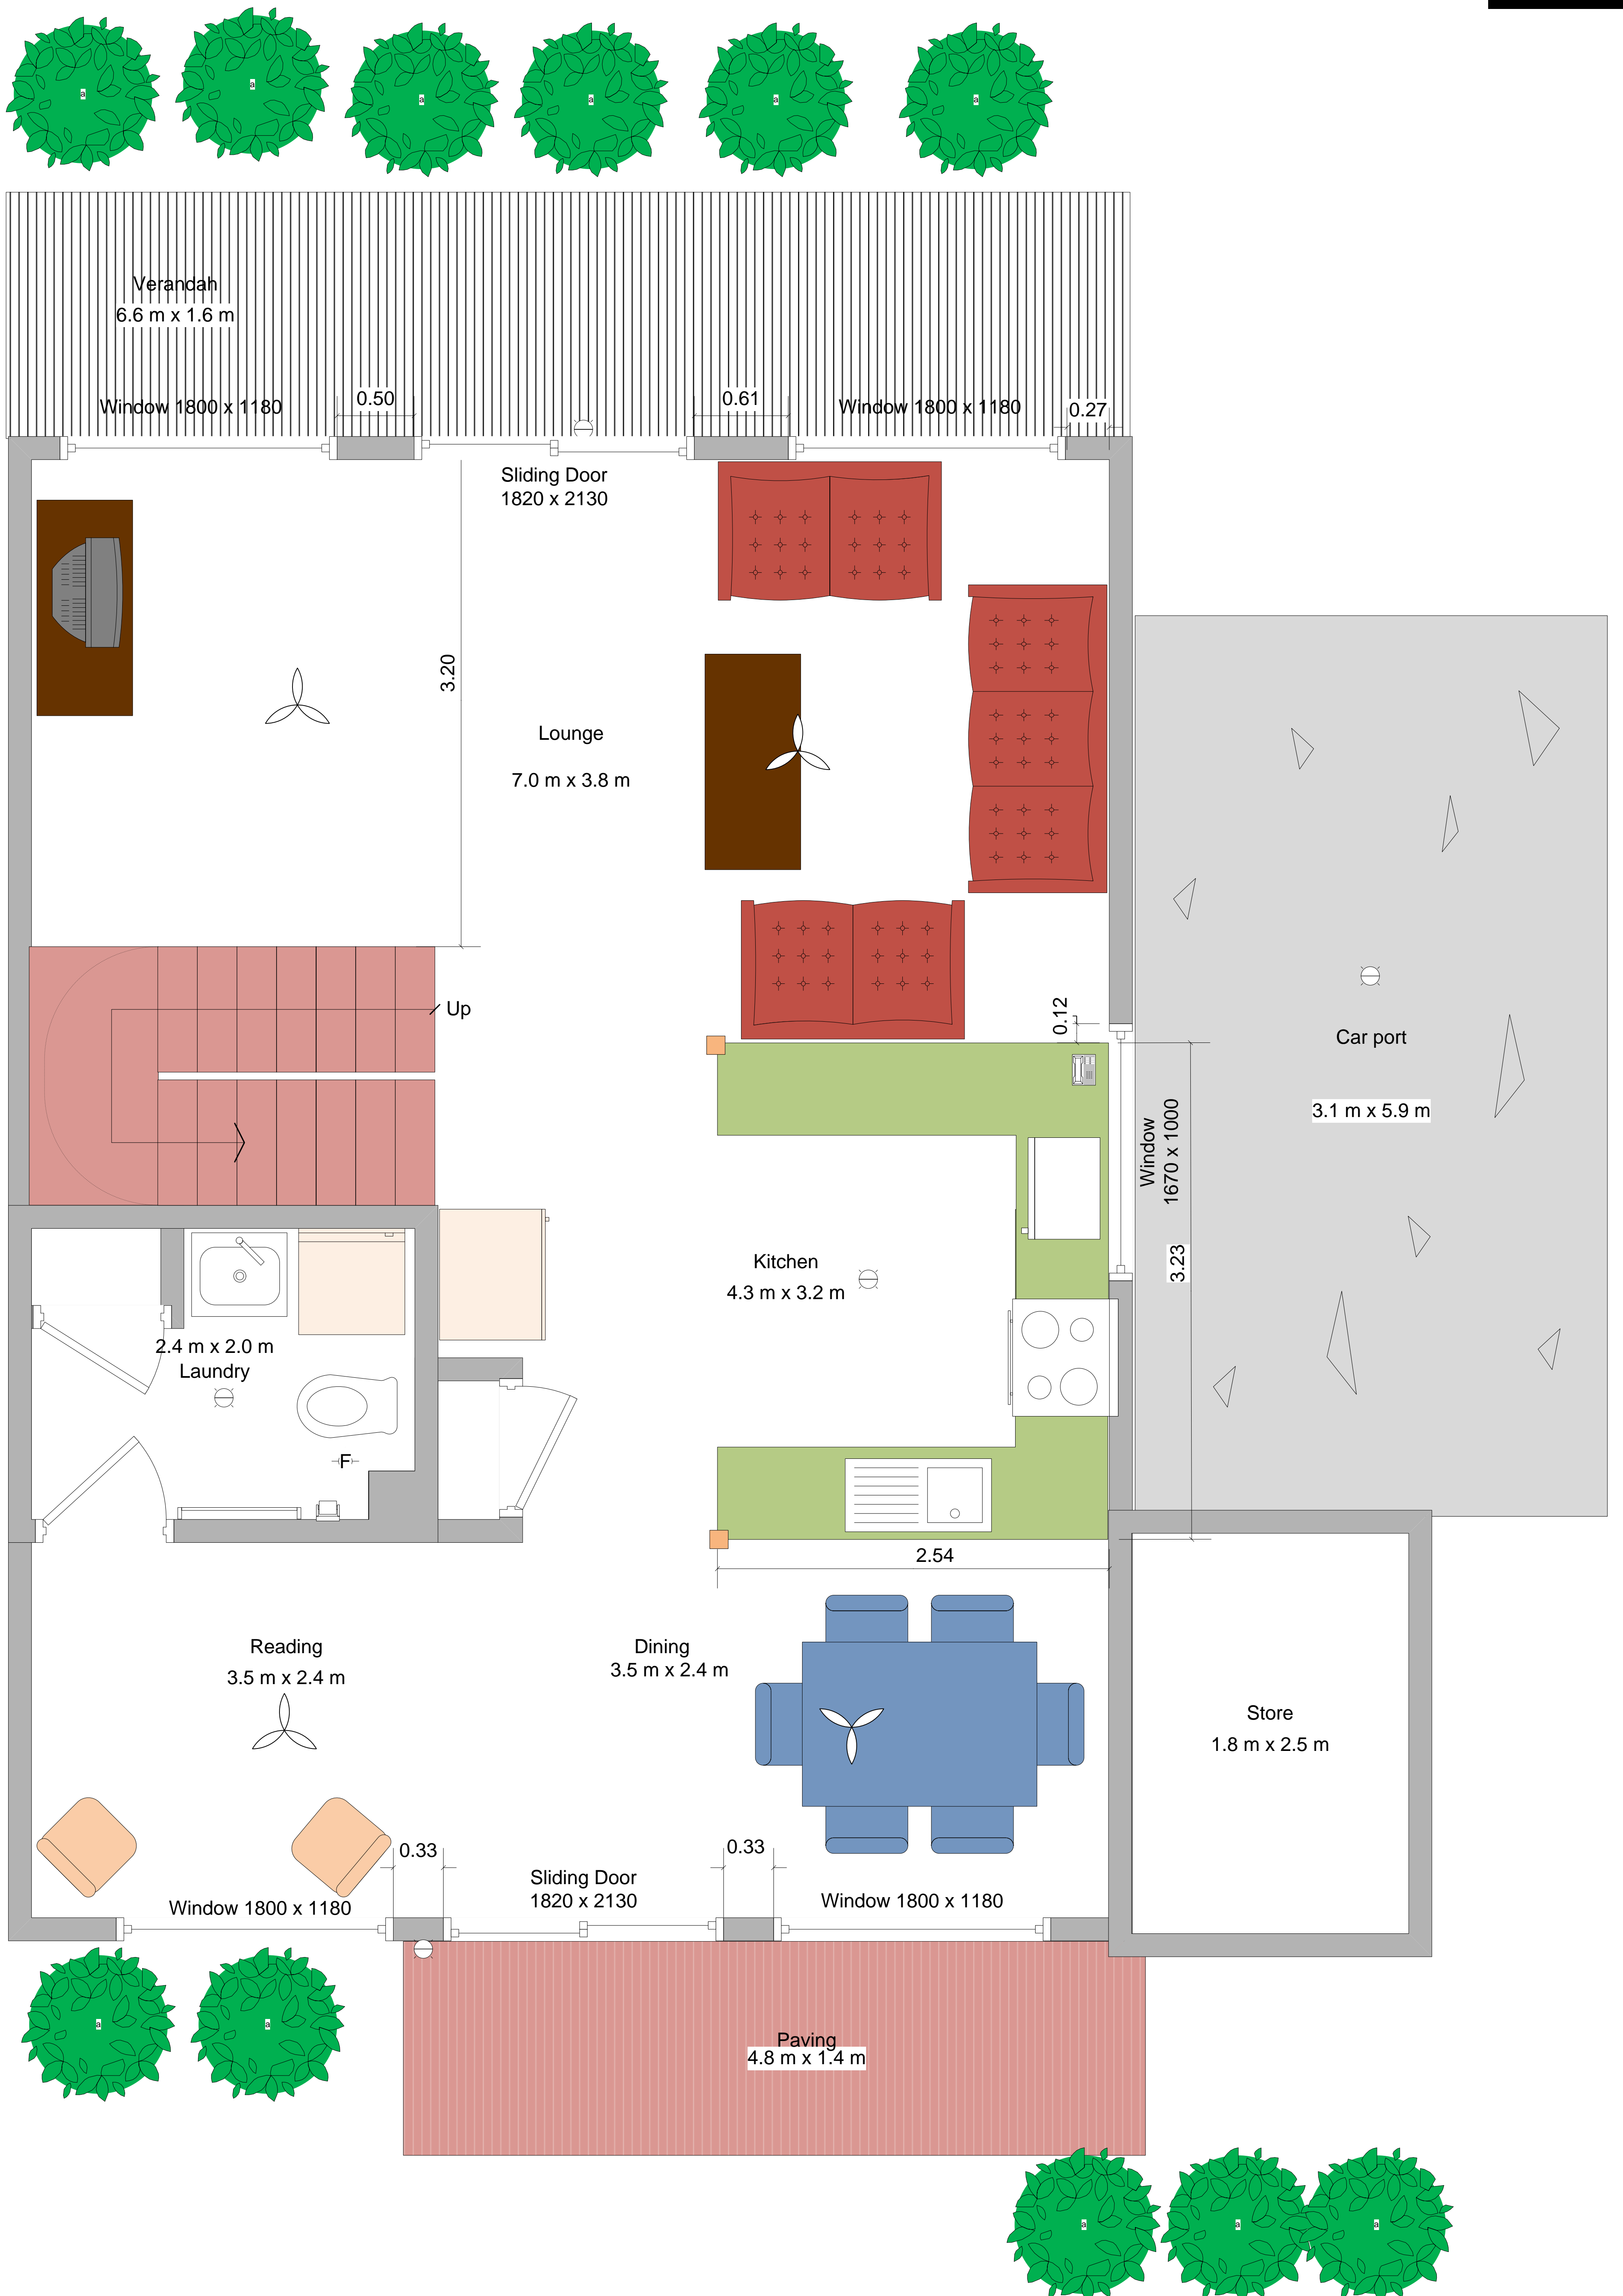 a
a
a
a
a
a
Verandah
6.6 m x 1.6 m
Window 1800 x 1180
0.50
0.61
Window 1800 x 1180
0.27
Sliding Door
1820 x 2130
3.20
Lounge
7.0 m x 3.8 m
Up
0.12
Car port
3.1 m x 5.9 m
Window
1670 x 1000
3.23
Kitchen
4.3 m x 3.2 m
2.4 m x 2.0 m
Laundry
F
2.54
Reading
3.5 m x 2.4 m
Dining
3.5 m x 2.4 m
Store
1.8 m x 2.5 m
0.33
0.33
Sliding Door
1820 x 2130
Window 1800 x 1180
Window 1800 x 1180
a
a
Paving
4.8 m x 1.4 m
a
a
a